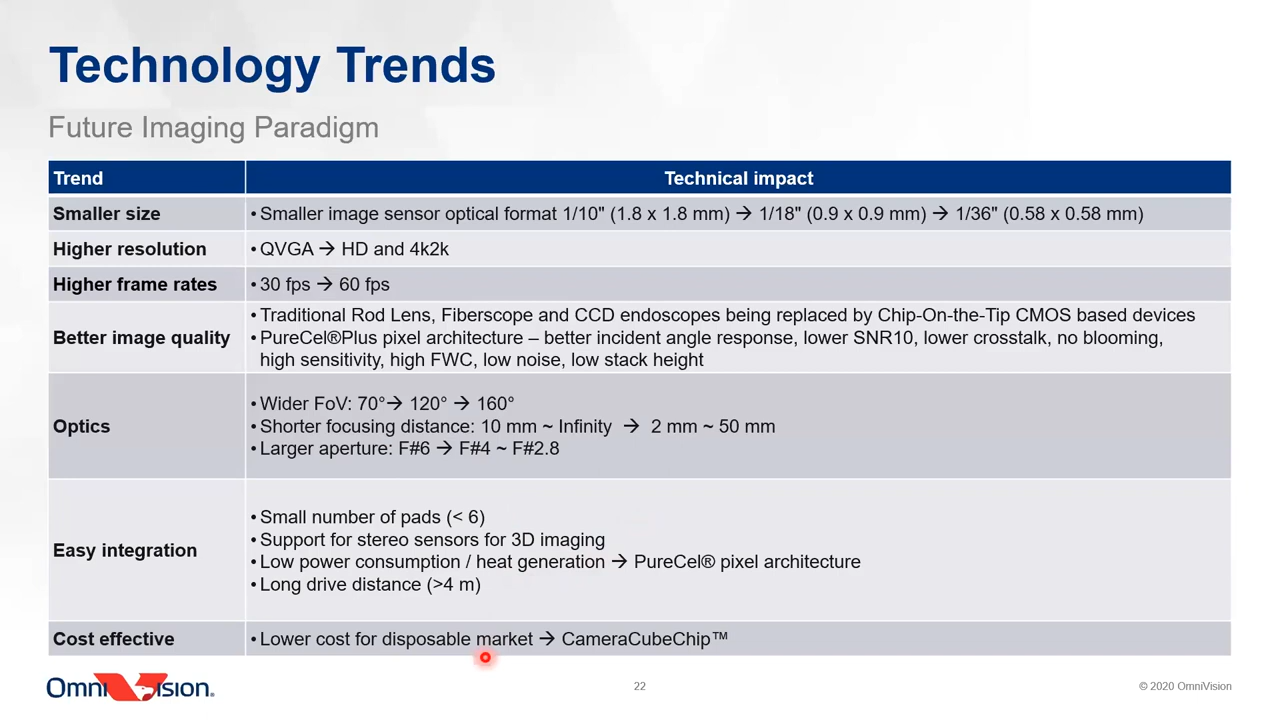 Technology Trends
Future Imaging Paradigm
Trend Technical impact
Smaller size •Smaller image sensor optical format 1/10" (1.8 x 1.8 mm) → 1/18" (0.9 x 0.9 mm) → 1/36" (0.58 x 0.58 mm)
Higher resolution •QVGA → HD and 4k2k
Higher frame rates •30 fps → 60 fps
Better image quality
•Traditional Rod Lens, Fiberscope and CCD endoscopes being replaced by Chip-On-the-Tip CMOS based devices
•PureCel®Plus pixel architecture – better incident angle response, lower SNR10, lower crosstalk, no blooming,
high sensitivity, high FWC, low noise, low stack height
Optics
•Wider FoV: 70°→ 120° → 160°
•Shorter focusing distance: 10 mm ~ Infinity → 2 mm ~ 50 mm
•Larger aperture: F#6 → F#4 ~ F#2.8
Easy integration
•Small number of pads (< 6)
•Support for stereo sensors for 3D imaging
•Low power consumption / heat generation → PureCel® pixel architecture
•Long drive distance (>4 m)
Cost effective •Lower cost for disposable market → CameraCubeChip™
OmniVision. 22 © 2020 OmniVision